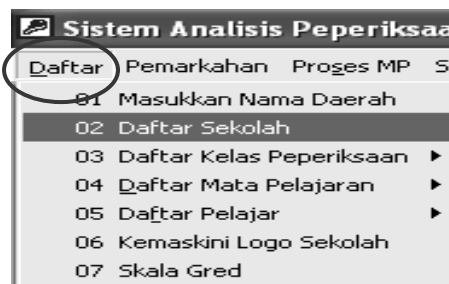 Sistem Analisis Peperiksaa
Daftar Pemarkahan Proses MP S
01 Masukkan Nama Daerah
02 Daftar Sekolah
03 Daftar Kelas Peperiksaan
04 Daftar Mata Pelajaran
05 Daftar Pelajar
06 Kemaskini Logo Sekolah
07 Skala Gred